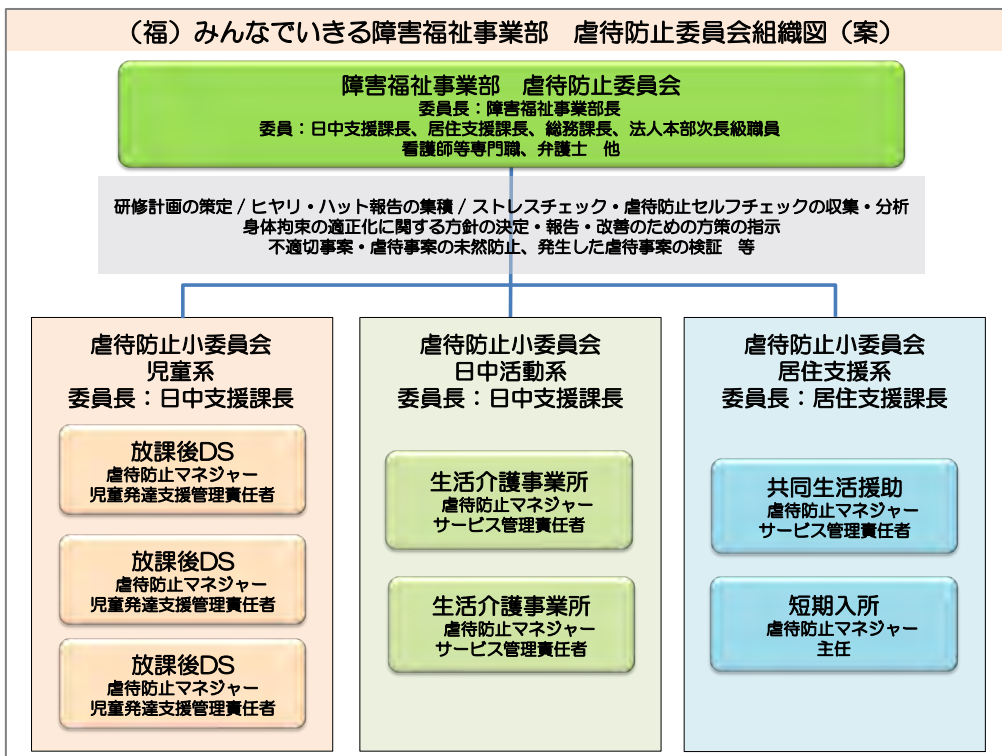 （福）みんなでいきる障害福祉事業部　虐待防止委員会組織図（案）
障害福祉事業部　虐待防止委員会
委員長：障害福祉事業部長
委員：日中支援課長、居住支援課長、総務課長、法人本部次長級職員
看護師等専門職、弁護士　他
研修計画の策定 / ヒヤリ・ハット報告の集積 / ストレスチェック・虐待防止セルフチェックの収集・分析
身体拘束の適正化に関する方針の決定・報告・改善のための方策の指示
不適切事案・虐待事案の未然防止、発生した虐待事案の検証　等
虐待防止小委員会
児童系
委員長：日中支援課長
放課後DS
虐待防止マネジャー
児童発達支援管理責任者
放課後DS
虐待防止マネジャー
児童発達支援管理責任者
放課後DS
虐待防止マネジャー
児童発達支援管理責任者
虐待防止小委員会
日中活動系
委員長：日中支援課長
生活介護事業所
虐待防止マネジャー
サービス管理責任者
生活介護事業所
虐待防止マネジャー
サービス管理責任者
虐待防止小委員会
居住支援系
委員長：居住支援課長
共同生活援助
虐待防止マネジャー
サービス管理責任者
短期入所
虐待防止マネジャー
主任